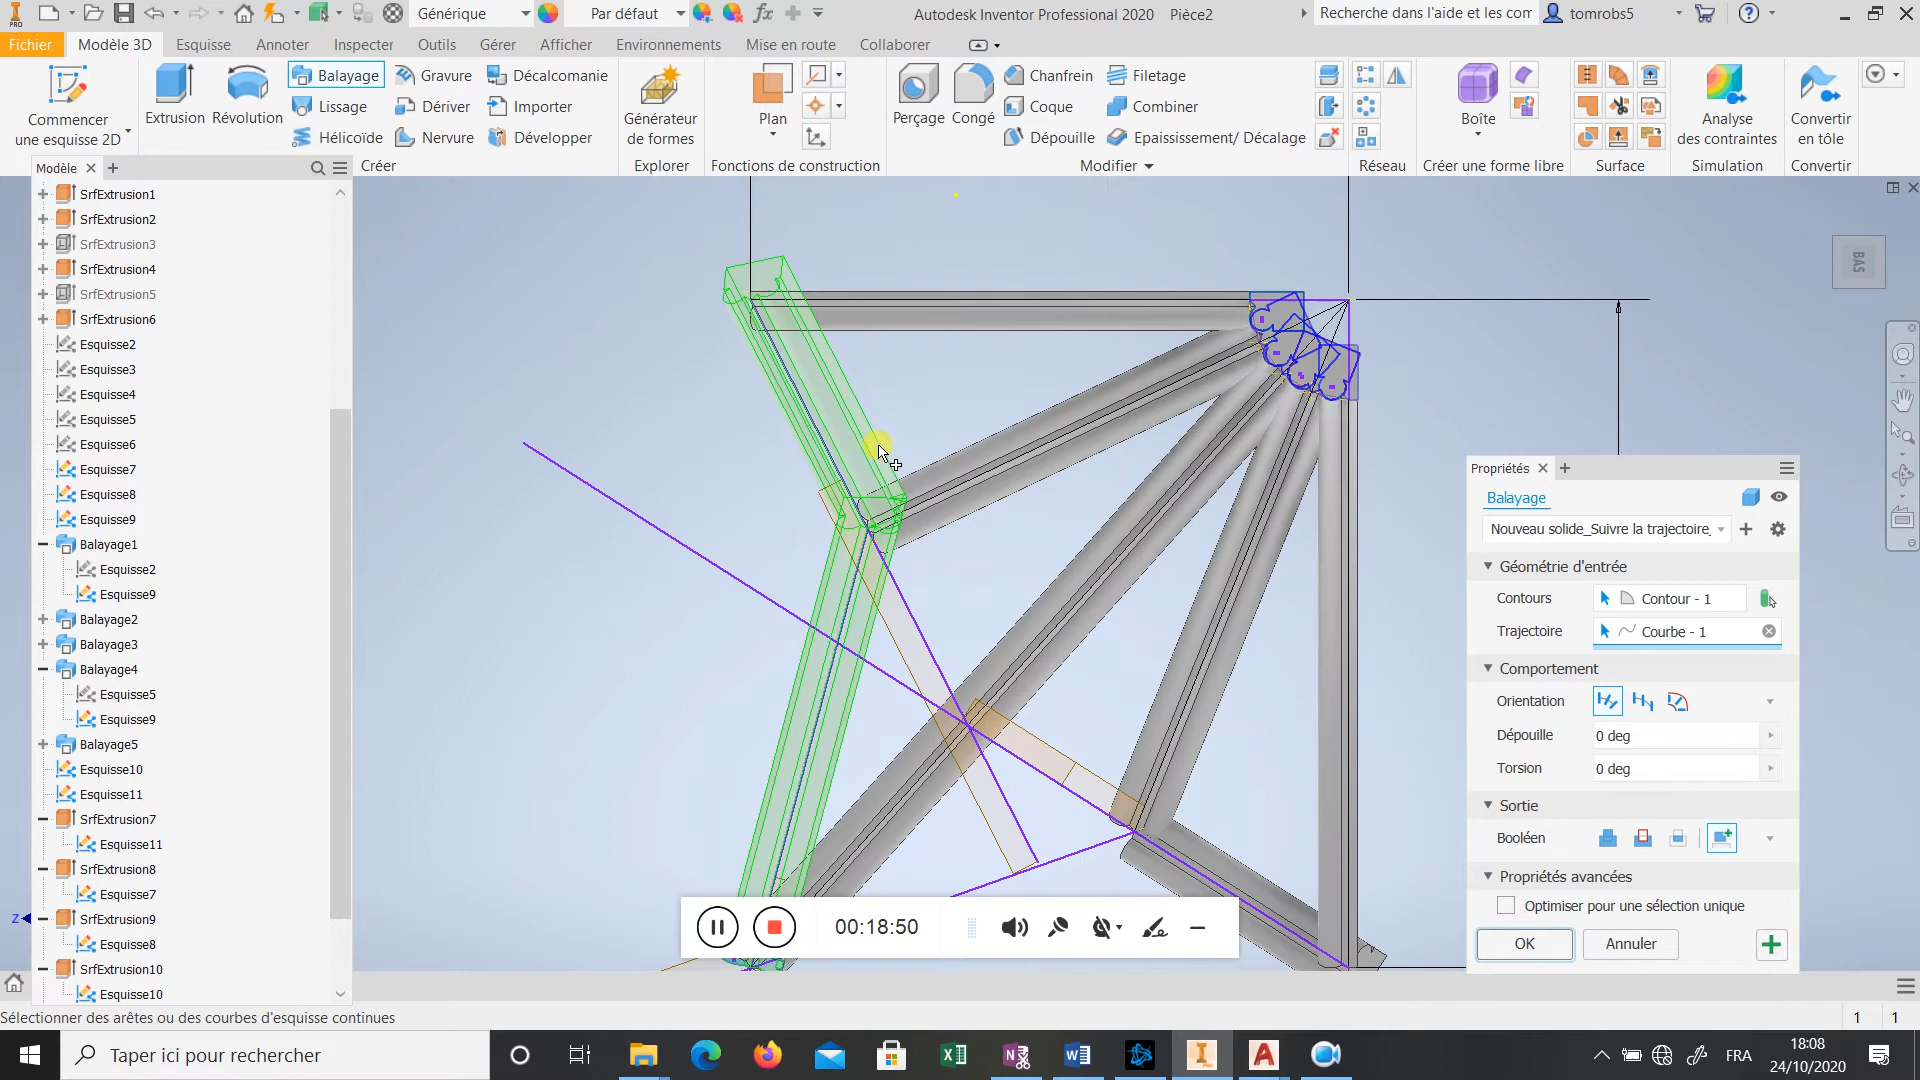 Générique
Par défaut
fx
Autodesk Inventor Professional 2020 Pièce2
Recherche dans l'aide et les com
tomrobs5
PRO
Fichier
Modèle 3D
Esquisse
Annoter
Inspecter
Outils
Gérer
Afficher
Environnements
Mise en route
Collaborer
Commencer
une esquisse 2D
Extrusion
Révolution
Balayage
Lissage
Hélicoïde
Gravure
Dériver
Nervure
Décalcomanie
Importer
Développer
Créer
Générateur
de formes
Explorer
Plan
Fonctions de construction
Perçage
Congé
Chanfrein
Coque
Dépouille
Filetage
Combiner
Epaississement/ Décalage
Modifier
Réseau
Boîte
Créer une forme libre
Surface
Analyse
des contraintes
Simulation
Convertir
en tôle
Convertir
Modèle
SrfExtrusion1
SrfExtrusion2
SrfExtrusion3
SrfExtrusion4
SrfExtrusion5
SrfExtrusion6
Esquisse2
Esquisse3
Esquisse4
Esquisse5
Esquisse6
Esquisse7
Esquisse8
Esquisse9
Balayage1
Esquisse2
Esquisse9
Balayage2
Balayage3
Balayage4
Esquisse5
Esquisse9
Balayage5
Esquisse10
Esquisse11
SrfExtrusion7
Esquisse11
SrfExtrusion8
Esquisse7
SrfExtrusion9
Esquisse8
SrfExtrusion10
Esquisse10
Z
BAS
Propriétés
Balayage
Nouveau solide_Suivre la trajectoire_
Géométrie d'entrée
Contours
Contour - 1
Trajectoire
Courbe - 1
Comportement
Orientation
Dépouille
0 deg
Torsion
0 deg
Sortie
Booléen
Propriétés avancées
Optimiser pour une sélection unique
OK
Annuler
00:18:50
Sélectionner des arêtes ou des courbes d'esquisse continues
1 1
Taper ici pour rechercher
FRA
18:08
24/10/2020